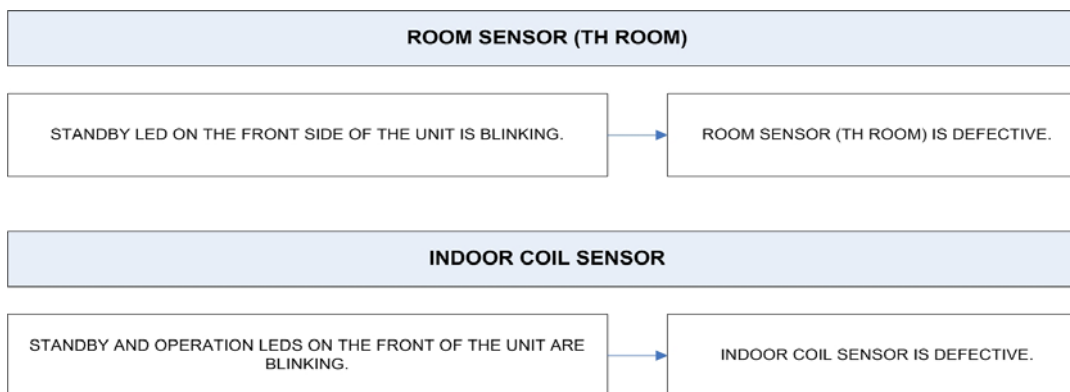 ROOM SENSOR (TH ROOM)
STANDBY LED ON THE FRONT SIDE OF THE UNIT IS BLINKING.
ROOM SENSOR (TH ROOM) IS DEFECTIVE.
INDOOR COIL SENSOR
STANDBY AND OPERATION LEDS ON THE FRONT OF THE UNIT ARE
BLINKING.
INDOOR COIL SENSOR IS DEFECTIVE.